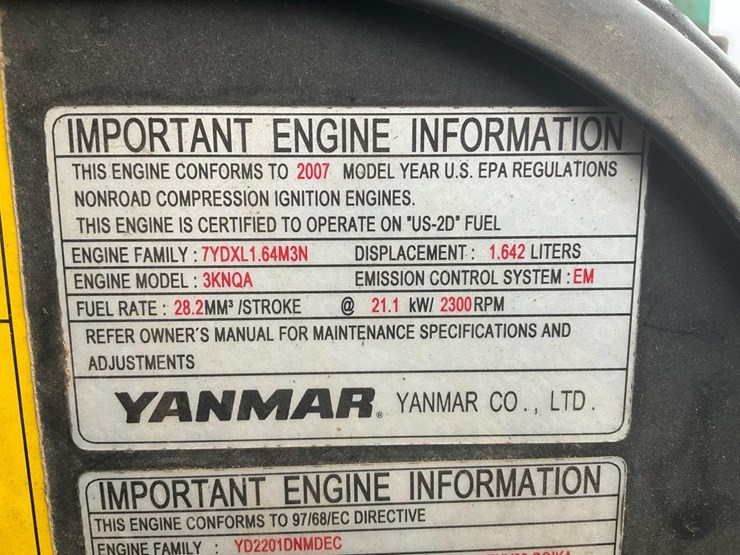 IMPORTANT ENGINE INFORMATION
THIS ENGINE CONFORMS TO 2007 MODEL YEAR U.S. EPA REGULATIONS
NONROAD COMPRESSION IGNITION ENGINES.
THIS ENGINE IS CERTIFIED TO OPERATE ON "US-2D" FUEL
ENGINE FAMILY : 7YDXL1.64M3N DISPLACEMENT : 1.642 LITERS
ENGINE MODEL : 3KNQA EMISSION CONTROL SYSTEM : EM
FUEL RATE : 28.2MM³ /STROKE @ 21.1 kW/ 2300 RPM
REFER OWNER'S MANUAL FOR MAINTENANCE SPECIFICATIONS AND
ADJUSTMENTS
YANMAR® YANMAR CO., LTD.
IMPORTANT ENGINE INFORMATION
THIS ENGINE CONFORMS TO 97/68/EC DIRECTIVE
ENGINE FAMILY : YD2201DNMDEC